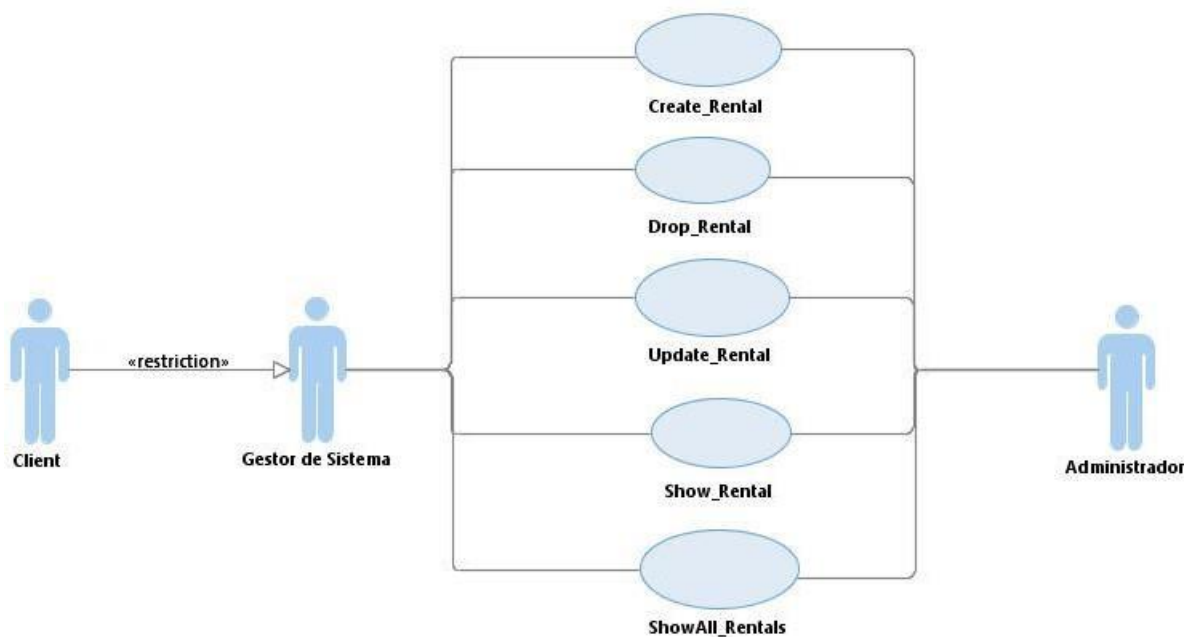 Create_Rental
Drop_Rental
Update_Rental
«restriction»
Client
Gestor de Sistema
Administrador
Show_Rental
ShowAll_Rentals